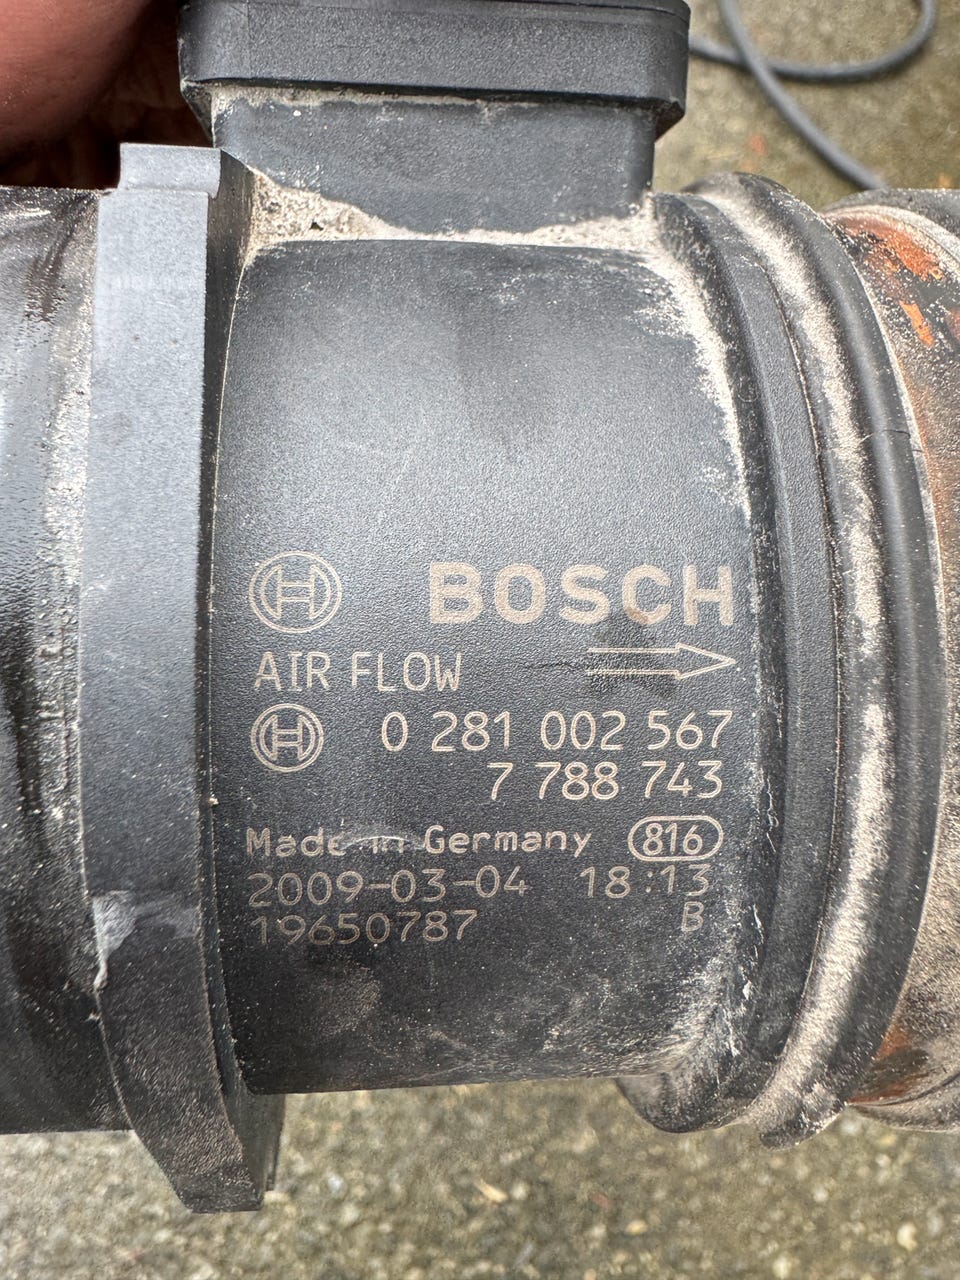 BOSCH
AIR FLOW
0 281 002 567
7 788 743
Made in Germany 816
2009-03-04 18:13
19650787 B